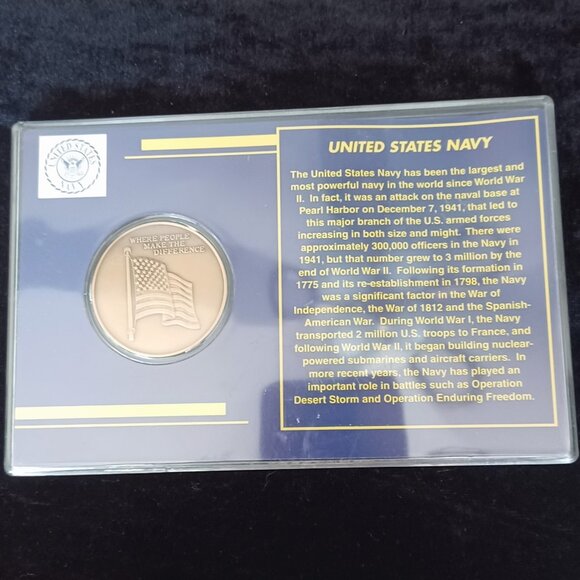 UNITED STATES
NAVY
WHERE PEOPLE
MAKE THE
DIFFERENCE
UNITED STATES NAVY
The United States Navy has been the largest and
most powerful navy in the world since World War
II. In fact, it was an attack on the naval base at
Pearl Harbor on December 7, 1941, that led to
this major branch of the U.S. armed forces
increasing in both size and might. There were
approximately 300,000 officers in the Navy in
1941, but that number grew to 3 million by the
end of World War II. Following its formation in
1775 and its re-establishment in 1798, the Navy
was a significant factor in the War of
Independence, the War of 1812 and the Spanish-
American War. During World War I, the Navy
transported 2 million U.S. troops to France, and
following World War II, it began building nuclear-
powered submarines and aircraft carriers. In
more recent years, the Navy has played an
important role in battles such as Operation
Desert Storm and Operation Enduring Freedom.